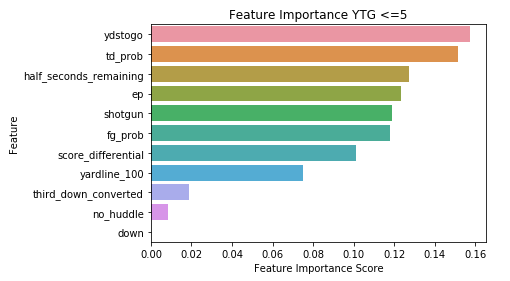 Feature Importance YTG <=5
Feature
ydstogo
td_prob
half_seconds_remaining
ep
shotgun
fg_prob
score_differential
yardline_100
third_down_converted
no_huddle
down
0.00 0.02 0.04 0.06 0.08 0.10 0.12 0.14 0.16
Feature Importance Score